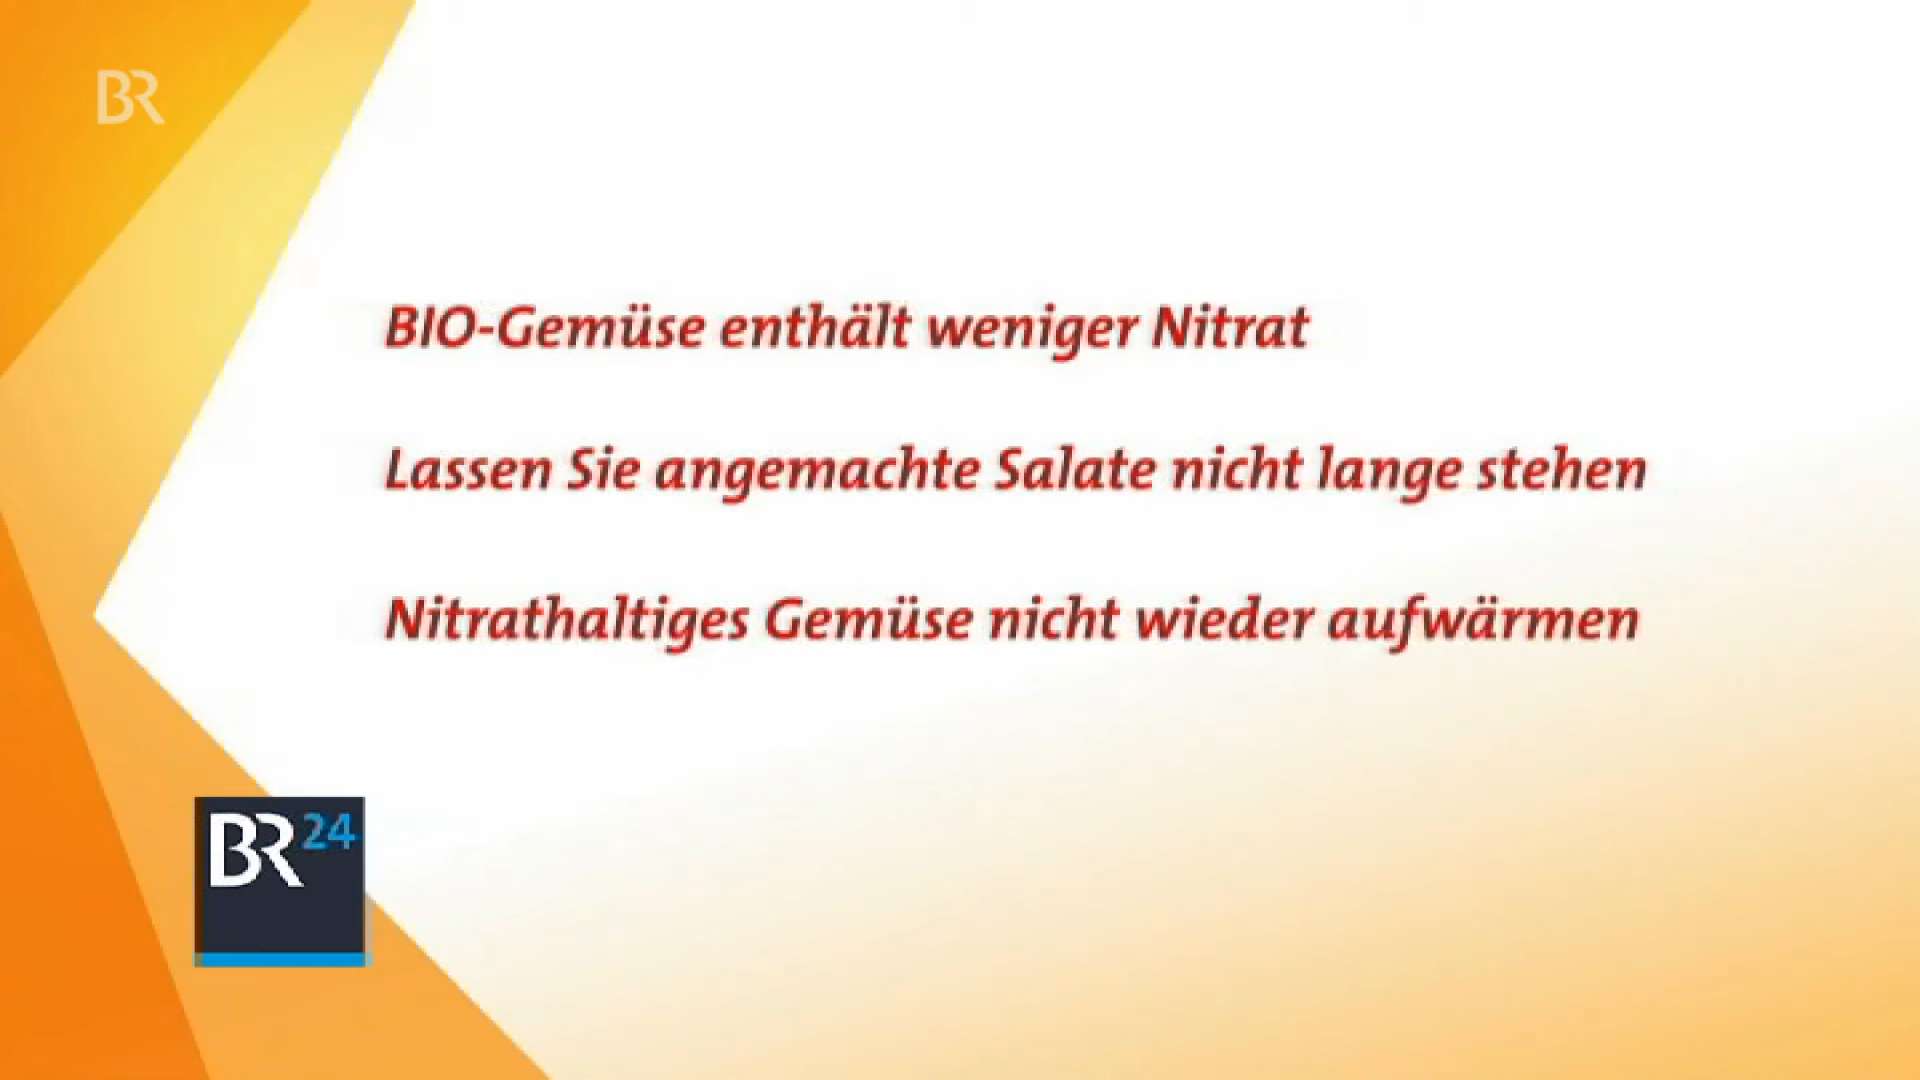 BR
BIO-Gemüse enthält weniger Nitrat
Lassen Sie angemachte Salate nicht lange stehen
Nitrathaltiges Gemüse nicht wieder aufwärmen
BR24